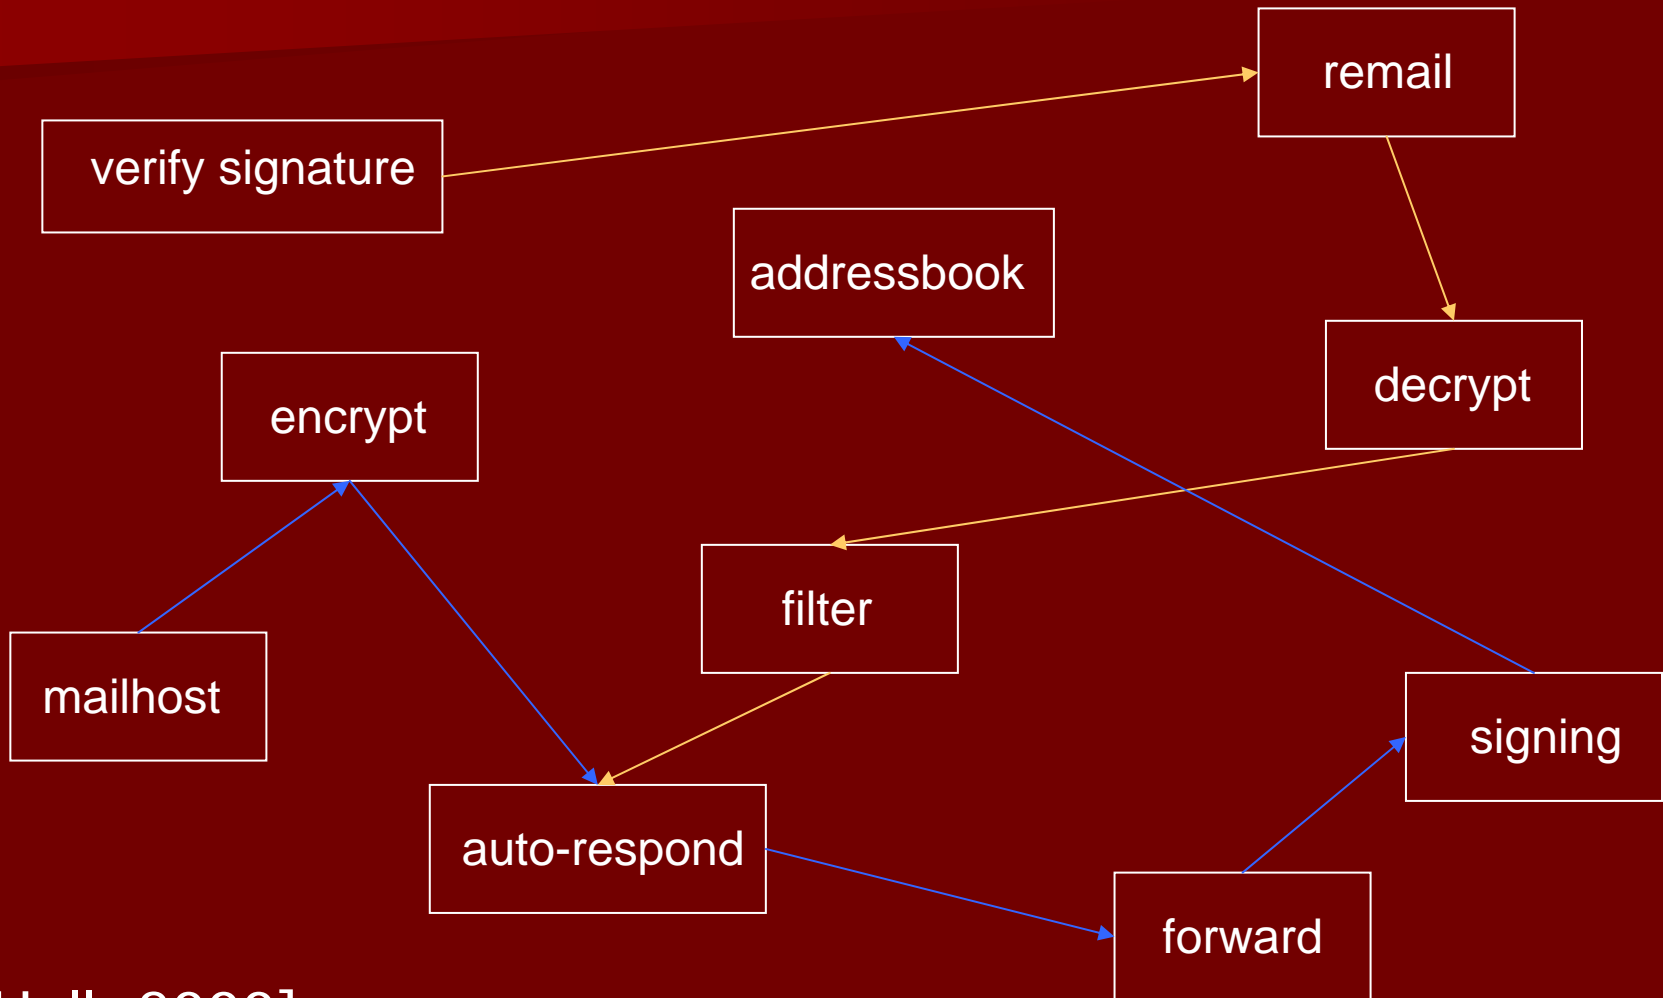 remail
verify signature
addressbook
decrypt
encrypt
filter
mailhost
signing
auto-respond
forward